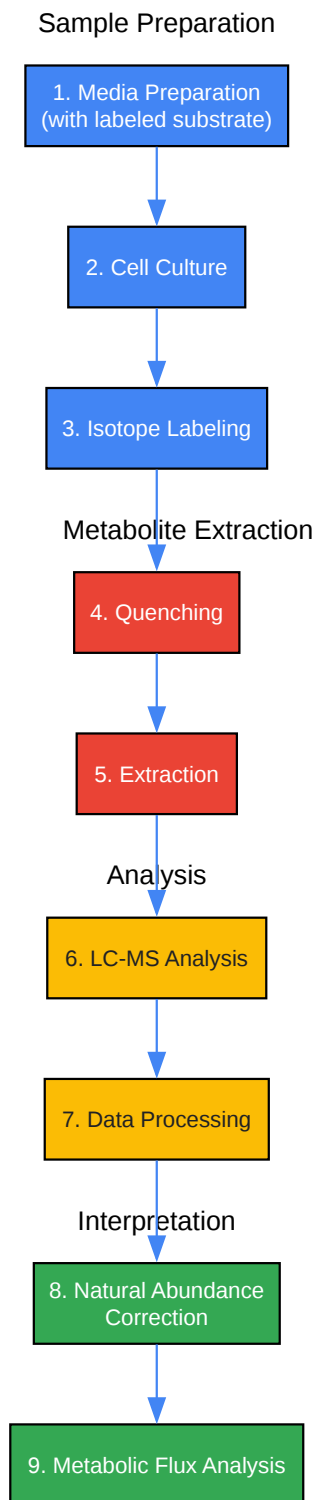 Sample Preparation
1. Media Preparation
(with labeled substrate)
2. Cell Culture
3. Isotope Labeling
Metabolite Extraction
4. Quenching
5. Extraction
Analysis
6. LC-MS Analysis
7. Data Processing
Interpretation
8. Natural Abundance
Correction
9. Metabolic Flux Analysis